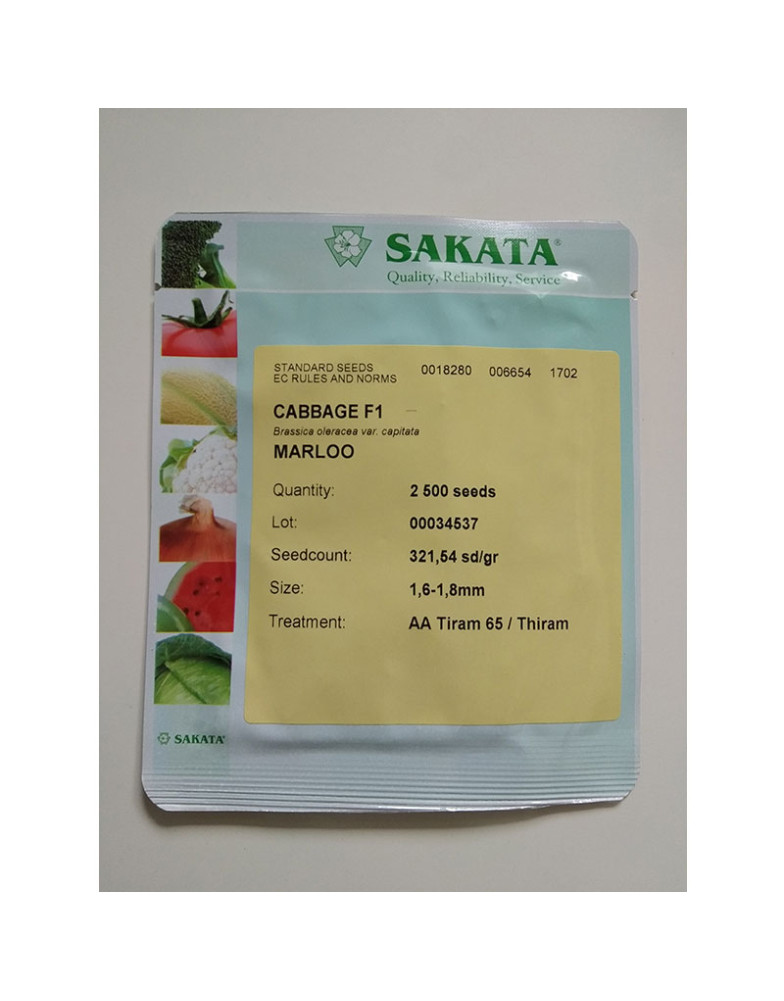 SAKATA®
Quality, Reliability, Service
STANDARD SEEDS
EC RULES AND NORMS
0018280 006654 1702
CABBAGE F1
Brassica oleracea var. capitata
MARLOO
Quantity: 2 500 seeds
Lot: 00034537
Seedcount: 321,54 sd/gr
Size: 1,6-1,8mm
Treatment: AA Tiram 65 / Thiram
SAKATA®